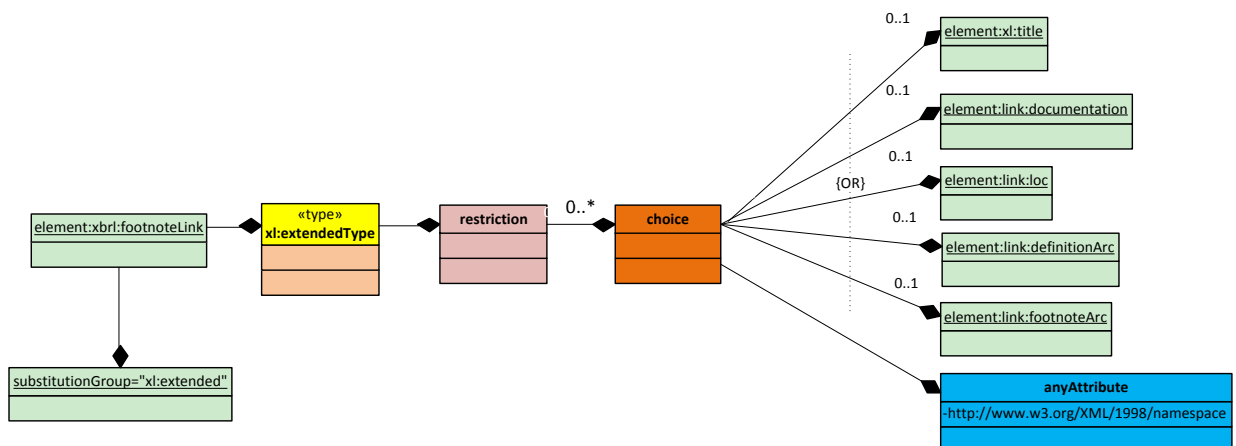 0..1
element:xl:title
0..1
element:link:documentation
0..1
element:link:loc
{OR}
0..1
element:link:definitionArc
0..1
element:link:footnoteArc
element:xbrl:footnoteLink
«type»
xl:extendedType
restriction
0..*
choice
substitutionGroup="xl:extended"
anyAttribute
-http://www.w3.org/XML/1998/namespace